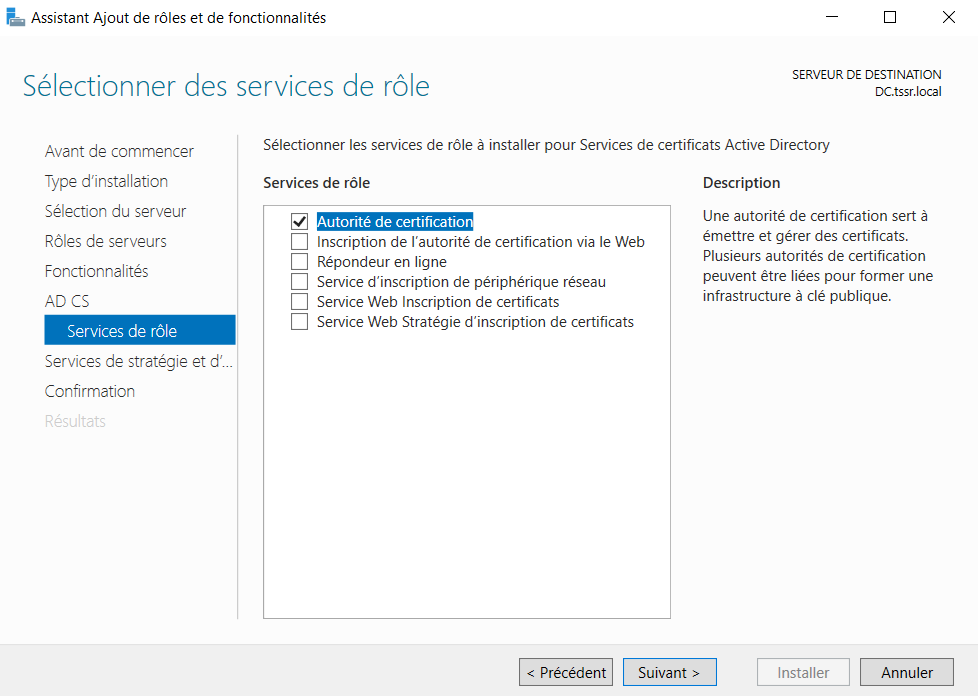 Assistant Ajout de rôles et de fonctionnalités
Sélectionner des services de rôle
SERVEUR DE DESTINATION
DC.tssr.local
Avant de commencer
Type d’installation
Sélection du serveur
Rôles de serveurs
Fonctionnalités
AD CS
Services de rôle
Services de stratégie et d’...
Confirmation
Résultats
Sélectionner les services de rôle à installer pour Services de certificats Active Directory
Services de rôle
Autorité de certification
Inscription de l’autorité de certification via le Web
Répondeur en ligne
Service d’inscription de périphérique réseau
Service Web Inscription de certificats
Service Web Stratégie d’inscription de certificats
Description
Une autorité de certification sert à
émettre et gérer des certificats.
Plusieurs autorités de certification
peuvent être liées pour former une
infrastructure à clé publique.
< Précédent
Suivant >
Installer
Annuler